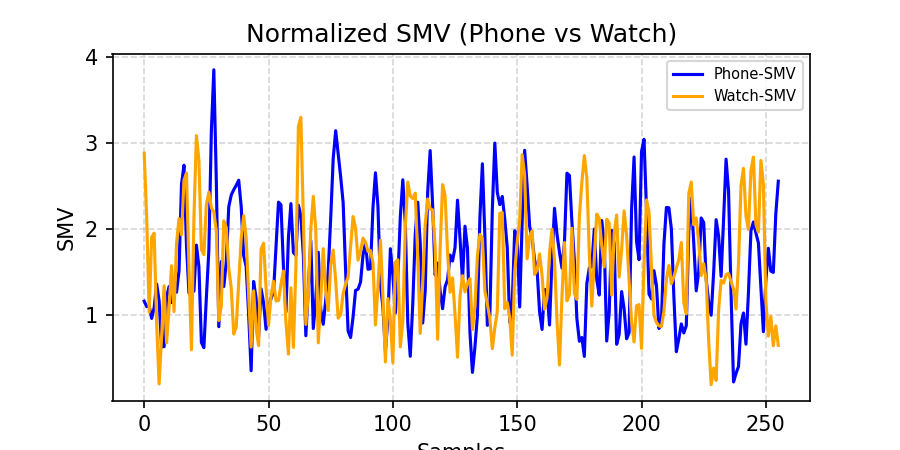 Normalized SMV (Phone vs Watch)
4
3
2
1
SMV
Phone-SMV
Watch-SMV
0 50 100 150 200 250
Samples